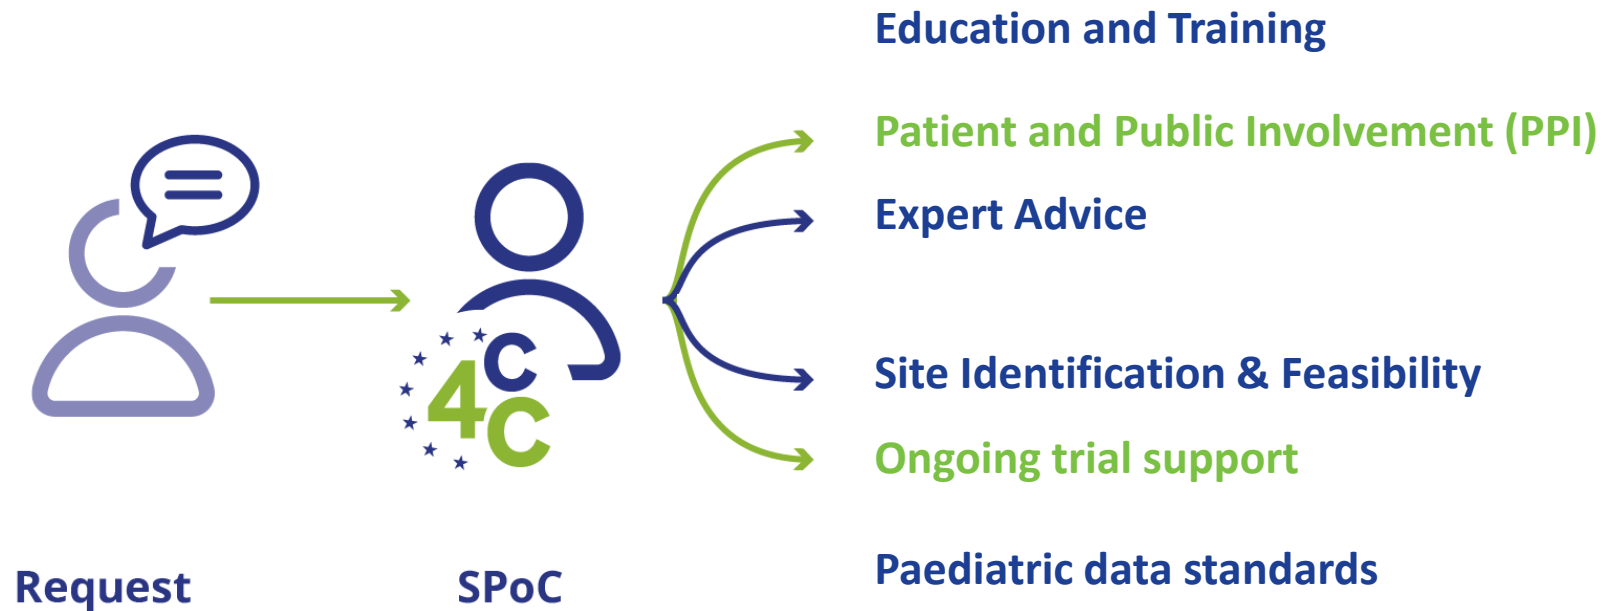 Education and Training
Patient and Public Involvement (PPI)
Expert Advice
C
4
C
Site Identification & Feasibility
Ongoing trial support
Paediatric data standards
Request
SPoC